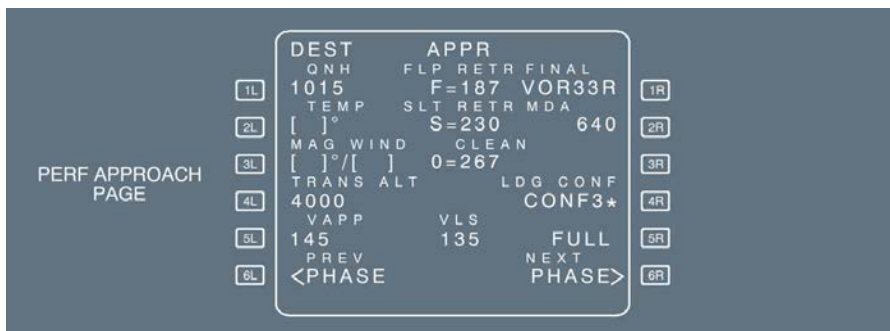 DEST APPR
QNH FLP RETR FINAL
1L 1015 F=187 VOR33R 1R
TEMP SLT RETR MDA
2L [ ]° S=230 640 2R
MAG WIND CLEAN
3L [ ]°/[ ] 0=267 3R
PERF APPROACH
PAGE
TRANS ALT LDG CONF
4L 4000 CONF3* 4R
VAPP VLS
5L 145 135 FULL 5R
PREV NEXT
6L <PHASE PHASE> 6R